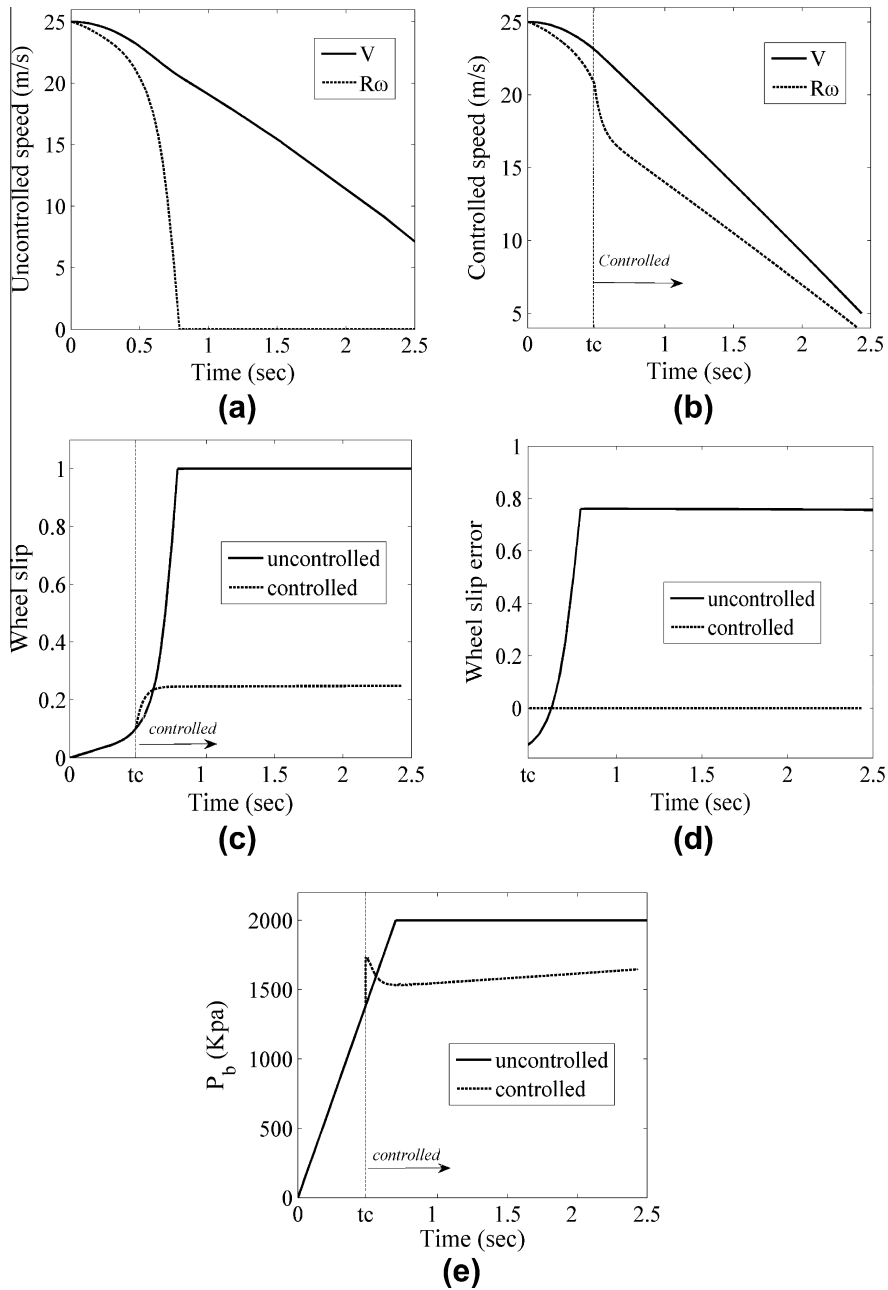 Uncontrolled speed (m/s)
25
20
15
10
5
0
V
Rω
0 0.5 1 1.5 2 2.5
Time (sec)
(a)
Controlled speed (m/s)
25
20
15
10
5
V
Rω
Controlled
0 tc 1 1.5 2 2.5
Time (sec)
(b)
Wheel slip
1
0.8
0.6
0.4
0.2
0
uncontrolled
controlled
controlled
0 tc 1 1.5 2 2.5
Time (sec)
(c)
Wheel slip error
1
0.8
0.6
0.4
0.2
0
uncontrolled
controlled
tc 1 1.5 2 2.5
Time (sec)
(d)
P_b (Kpa)
2000
1500
1000
500
0
uncontrolled
controlled
controlled
0 tc 1 1.5 2 2.5
Time (sec)
(e)